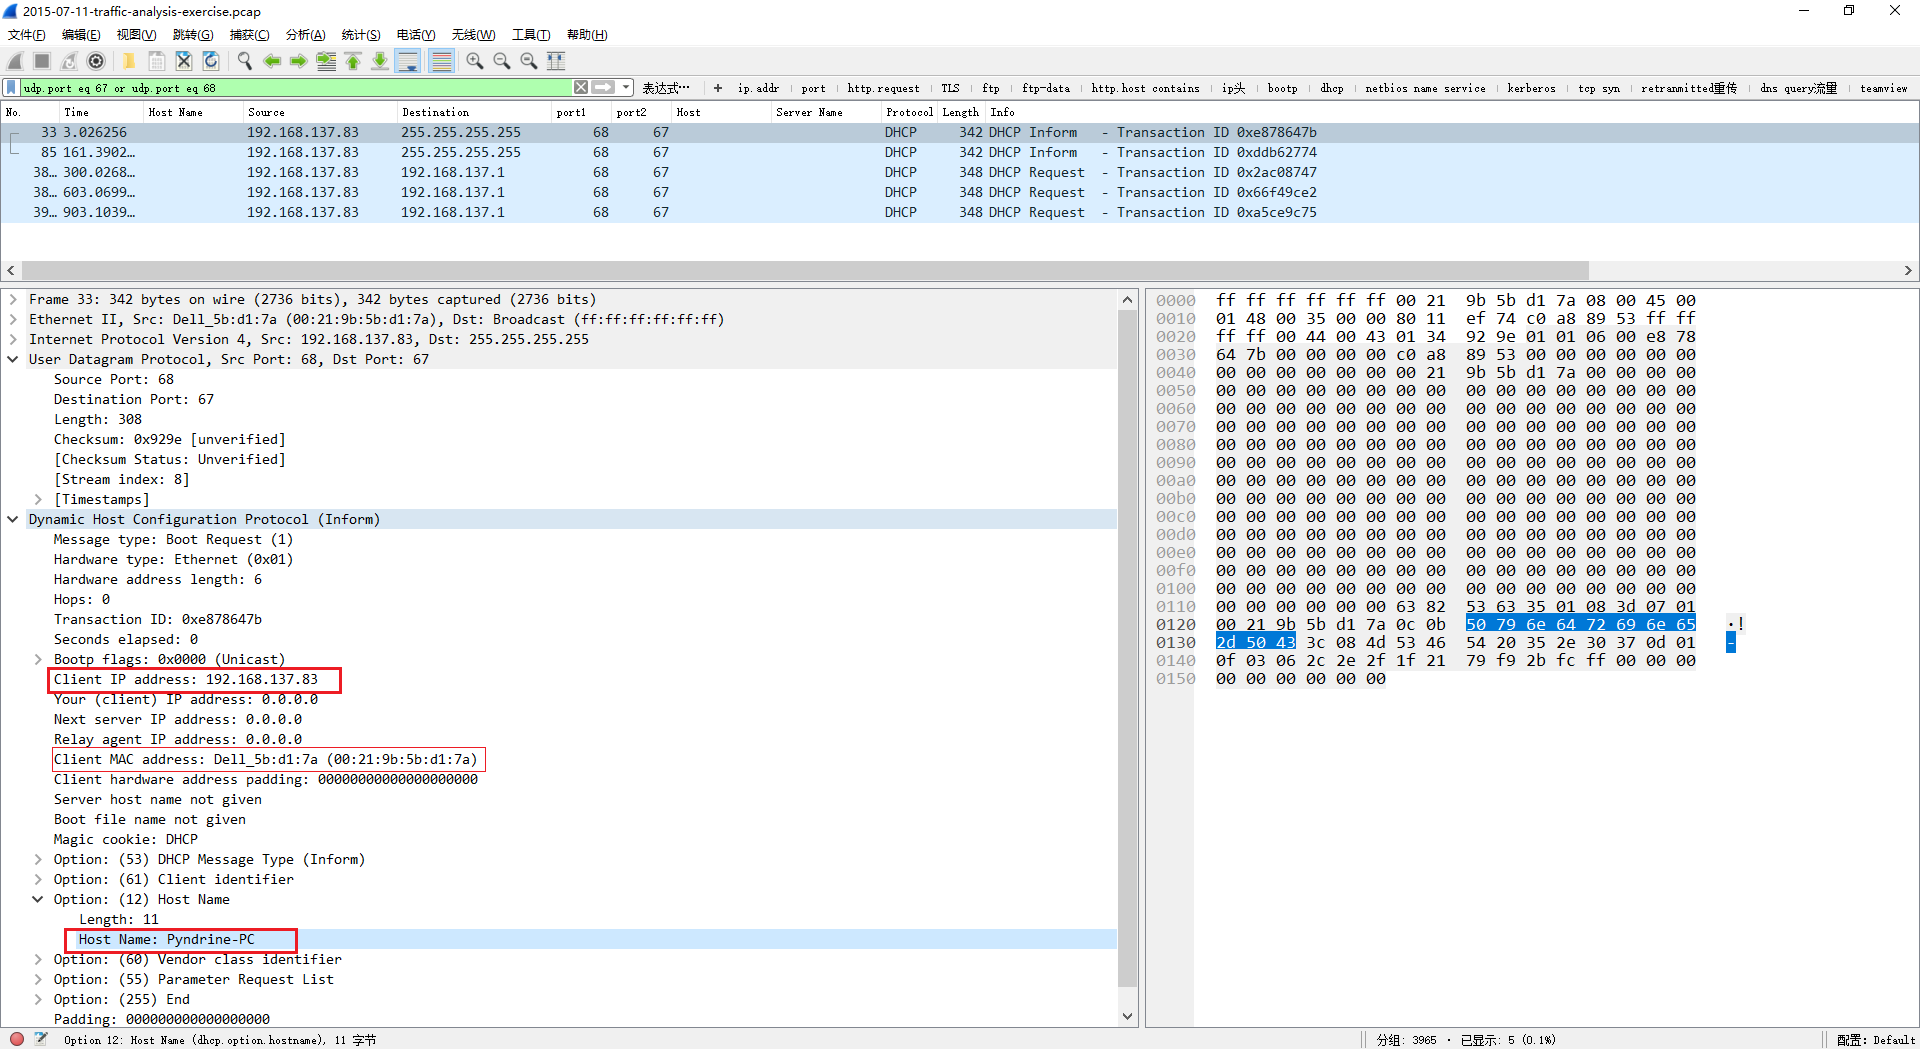 2015-07-11-traffic-analysis-exercise.pcap
文件(F) 编辑(E) 视图(V) 跳转(G) 捕获(C) 分析(A) 统计(S) 电话(Y) 无线(W) 工具(T) 帮助(H)
udp.port eq 67 or udp.port eq 68 表达式… + ip.addr port http.request TLS ftp ftp-data http.host contains ip头 bootp dhcp netbios name service kerberos tcp syn retranmitted重传 dns query流量 teamview
No. Time Host Name Source Destination port1 port2 Host Server Name Protocol Length Info
33 3.026256 192.168.137.83 255.255.255.255 68 67 DHCP 342 DHCP Inform - Transaction ID 0xe878647b
85 161.3902… 192.168.137.83 255.255.255.255 68 67 DHCP 342 DHCP Inform - Transaction ID 0xddb62774
38… 300.0268… 192.168.137.83 192.168.137.1 68 67 DHCP 348 DHCP Request - Transaction ID 0x2ac08747
38… 603.0699… 192.168.137.83 192.168.137.1 68 67 DHCP 348 DHCP Request - Transaction ID 0x66f49ce2
39… 903.1039… 192.168.137.83 192.168.137.1 68 67 DHCP 348 DHCP Request - Transaction ID 0xa5ce9c75
Frame 33: 342 bytes on wire (2736 bits), 342 bytes captured (2736 bits)
Ethernet II, Src: Dell_5b:d1:7a (00:21:9b:5b:d1:7a), Dst: Broadcast (ff:ff:ff:ff:ff:ff)
Internet Protocol Version 4, Src: 192.168.137.83, Dst: 255.255.255.255
User Datagram Protocol, Src Port: 68, Dst Port: 67
Source Port: 68
Destination Port: 67
Length: 308
Checksum: 0x929e [unverified]
[Checksum Status: Unverified]
[Stream index: 8]
[Timestamps]
Dynamic Host Configuration Protocol (Inform)
Message type: Boot Request (1)
Hardware type: Ethernet (0x01)
Hardware address length: 6
Hops: 0
Transaction ID: 0xe878647b
Seconds elapsed: 0
Bootp flags: 0x0000 (Unicast)
Client IP address: 192.168.137.83
Your (client) IP address: 0.0.0.0
Next server IP address: 0.0.0.0
Relay agent IP address: 0.0.0.0
Client MAC address: Dell_5b:d1:7a (00:21:9b:5b:d1:7a)
Client hardware address padding: 00000000000000000000
Server host name not given
Boot file name not given
Magic cookie: DHCP
Option: (53) DHCP Message Type (Inform)
Option: (61) Client identifier
Option: (12) Host Name
Length: 11
Host Name: Pyndrine-PC
Option: (60) Vendor class identifier
Option: (55) Parameter Request List
Option: (255) End
Padding: 000000000000000000
0000 ff ff ff ff ff ff 00 21 9b 5b d1 7a 08 00 45 00
0010 01 48 00 35 00 00 80 11 ef 74 c0 a8 89 53 ff ff
0020 ff ff 00 44 00 43 01 34 92 9e 01 01 06 00 e8 78
0030 64 7b 00 00 00 00 c0 a8 89 53 00 00 00 00 00 00
0040 00 00 00 00 00 00 00 21 9b 5b d1 7a 00 00 00 00
0050 00 00 00 00 00 00 00 00 00 00 00 00 00 00 00 00
0060 00 00 00 00 00 00 00 00 00 00 00 00 00 00 00 00
0070 00 00 00 00 00 00 00 00 00 00 00 00 00 00 00 00
0080 00 00 00 00 00 00 00 00 00 00 00 00 00 00 00 00
0090 00 00 00 00 00 00 00 00 00 00 00 00 00 00 00 00
00a0 00 00 00 00 00 00 00 00 00 00 00 00 00 00 00 00
00b0 00 00 00 00 00 00 00 00 00 00 00 00 00 00 00 00
00c0 00 00 00 00 00 00 00 00 00 00 00 00 00 00 00 00
00d0 00 00 00 00 00 00 00 00 00 00 00 00 00 00 00 00
00e0 00 00 00 00 00 00 00 00 00 00 00 00 00 00 00 00
00f0 00 00 00 00 00 00 00 00 00 00 00 00 00 00 00 00
0100 00 00 00 00 00 00 00 00 00 00 00 00 00 00 00 00
0110 00 00 00 00 00 00 63 82 53 63 35 01 08 3d 07 01
0120 00 21 9b 5b d1 7a 0c 0b 50 79 6e 64 72 69 6e 65 ·!
0130 2d 50 43 3c 08 4d 53 46 54 20 35 2e 30 37 0d 01 -
0140 0f 03 06 2c 2e 2f 1f 21 79 f9 2b fc ff 00 00 00
0150 00 00 00 00 00 00
Option 12: Host Name (dhcp.option.hostname), 11 字节 分组: 3965 · 已显示: 5 (0.1%) 配置: Default